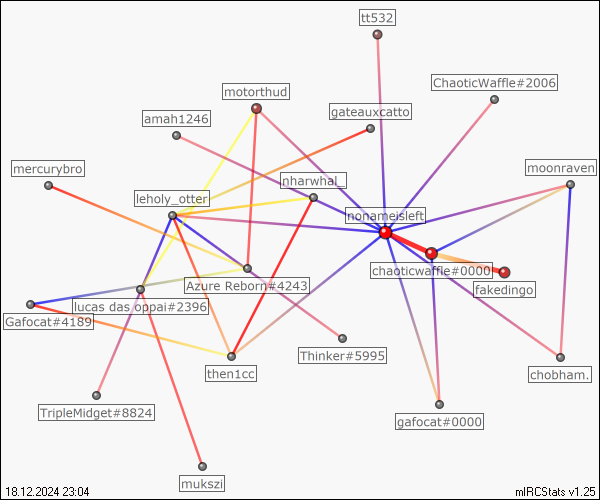 tt532
ChaoticWaffle#2006
motorthud
gateauxcatto
amah1246
mercurybro
moonraven
nharwhal_
leholy_otter
nonameisleft
chaoticwaffle#0000
Azure Reborn#4243
fakedingo
lucas das oppai#2396
Gafocat#4189
Thinker#5995
then1cc
chobham.
TripleMidget#8824
gafocat#0000
mukszi
18.12.2024 23:04
mIRCStats v1.25